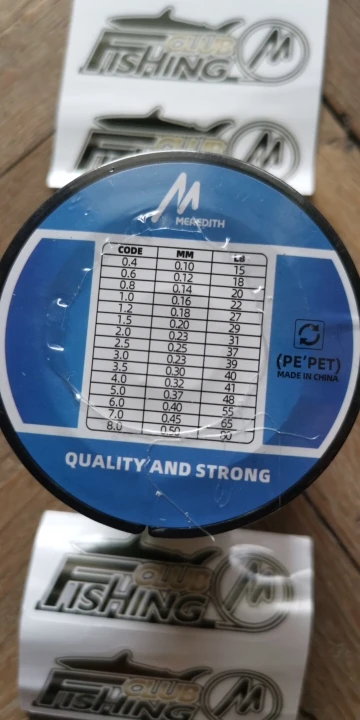 CLUB
FISHING M
CLUB
FISHING M
M
MEREDITH
CODE MM LB
0.4 0.10 15
0.6 0.12 18
0.8 0.14 20
1.0 0.16 22
1.2 0.18 27
1.5 0.20 29
2.0 0.23 31
2.5 0.25 37
3.0 0.23 39
3.5 0.30 40
4.0 0.32 41
5.0 0.37 48
6.0 0.40 55
7.0 0.45 65
8.0 0.50
(PE'PET)
MADE IN CHINA
QUALITY AND STRONG
CLUB
FISHING M
CLUB
FISHING M